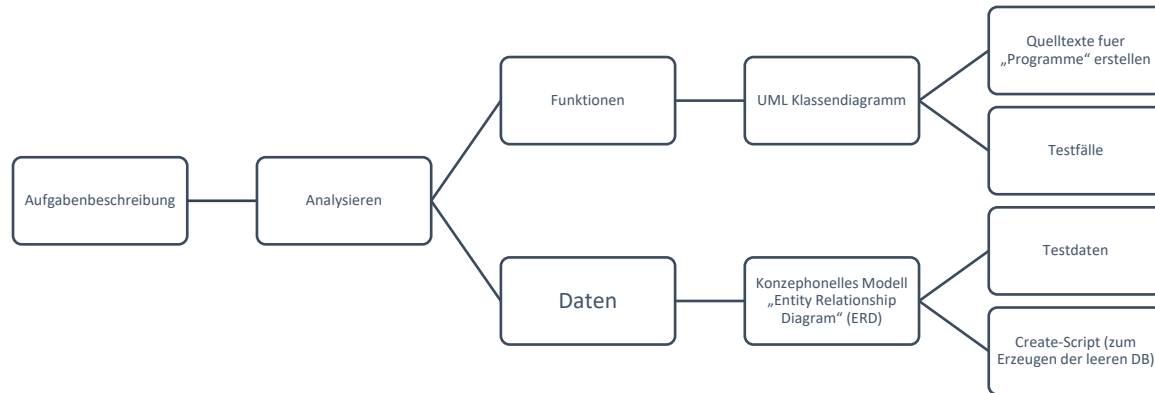 Aufgabenbeschreibung
Analysieren
Funktionen
UML Klassendiagramm
Quelltexte fuer
„Programme“ erstellen
Testfälle
Daten
Konzephonelles Modell
„Entity Relationship
Diagram“ (ERD)
Testdaten
Create-Script (zum
Erzeugen der leeren DB)